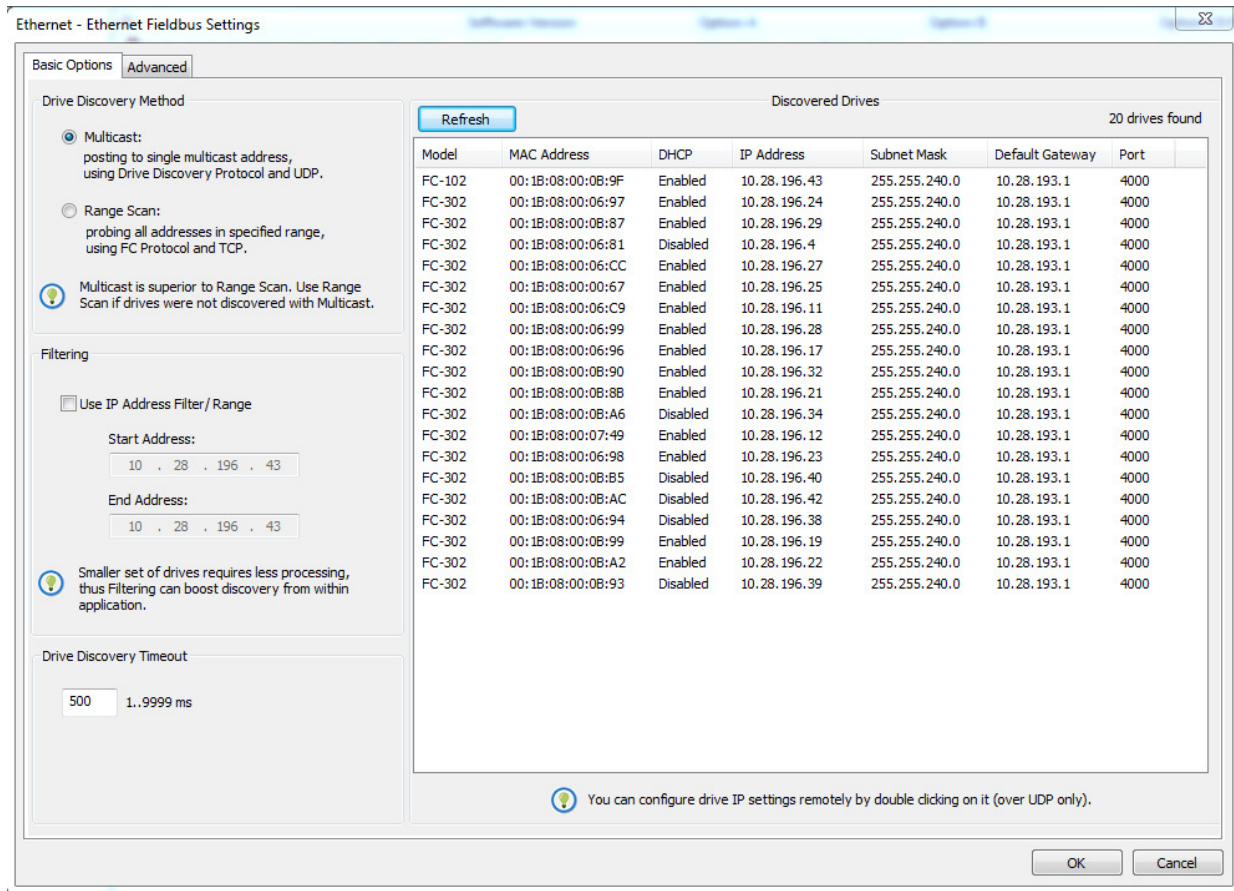 Ethernet - Ethernet Fieldbus Settings
Basic Options Advanced
Drive Discovery Method
Multicast:
posting to single multicast address,
using Drive Discovery Protocol and UDP.
Range Scan:
probing all addresses in specified range,
using FC Protocol and TCP.
Multicast is superior to Range Scan. Use Range
Scan if drives were not discovered with Multicast.
Filtering
Use IP Address Filter/Range
Start Address:
10 . 28 . 196 . 43
End Address:
10 . 28 . 196 . 43
Smaller set of drives requires less processing,
thus Filtering can boost discovery from within
application.
Drive Discovery Timeout
500 1..9999 ms
Discovered Drives
Refresh 20 drives found
Model MAC Address DHCP IP Address Subnet Mask Default Gateway Port
FC-102 00:1B:08:00:0B:9F Enabled 10.28.196.43 255.255.240.0 10.28.193.1 4000
FC-302 00:1B:08:00:06:97 Enabled 10.28.196.24 255.255.240.0 10.28.193.1 4000
FC-302 00:1B:08:00:0B:87 Enabled 10.28.196.29 255.255.240.0 10.28.193.1 4000
FC-302 00:1B:08:00:06:81 Disabled 10.28.196.4 255.255.240.0 10.28.193.1 4000
FC-302 00:1B:08:00:06:CC Enabled 10.28.196.27 255.255.240.0 10.28.193.1 4000
FC-302 00:1B:08:00:00:67 Enabled 10.28.196.25 255.255.240.0 10.28.193.1 4000
FC-302 00:1B:08:00:06:C9 Enabled 10.28.196.11 255.255.240.0 10.28.193.1 4000
FC-302 00:1B:08:00:06:99 Enabled 10.28.196.28 255.255.240.0 10.28.193.1 4000
FC-302 00:1B:08:00:06:96 Enabled 10.28.196.17 255.255.240.0 10.28.193.1 4000
FC-302 00:1B:08:00:0B:90 Enabled 10.28.196.32 255.255.240.0 10.28.193.1 4000
FC-302 00:1B:08:00:0B:8B Enabled 10.28.196.21 255.255.240.0 10.28.193.1 4000
FC-302 00:1B:08:00:0B:A6 Disabled 10.28.196.34 255.255.240.0 10.28.193.1 4000
FC-302 00:1B:08:00:07:49 Enabled 10.28.196.12 255.255.240.0 10.28.193.1 4000
FC-302 00:1B:08:00:06:98 Enabled 10.28.196.23 255.255.240.0 10.28.193.1 4000
FC-302 00:1B:08:00:0B:B5 Disabled 10.28.196.40 255.255.240.0 10.28.193.1 4000
FC-302 00:1B:08:00:0B:AC Disabled 10.28.196.42 255.255.240.0 10.28.193.1 4000
FC-302 00:1B:08:00:06:94 Disabled 10.28.196.38 255.255.240.0 10.28.193.1 4000
FC-302 00:1B:08:00:0B:99 Enabled 10.28.196.19 255.255.240.0 10.28.193.1 4000
FC-302 00:1B:08:00:0B:A2 Enabled 10.28.196.22 255.255.240.0 10.28.193.1 4000
FC-302 00:1B:08:00:0B:93 Disabled 10.28.196.39 255.255.240.0 10.28.193.1 4000
You can configure drive IP settings remotely by double clicking on it (over UDP only).
OK Cancel